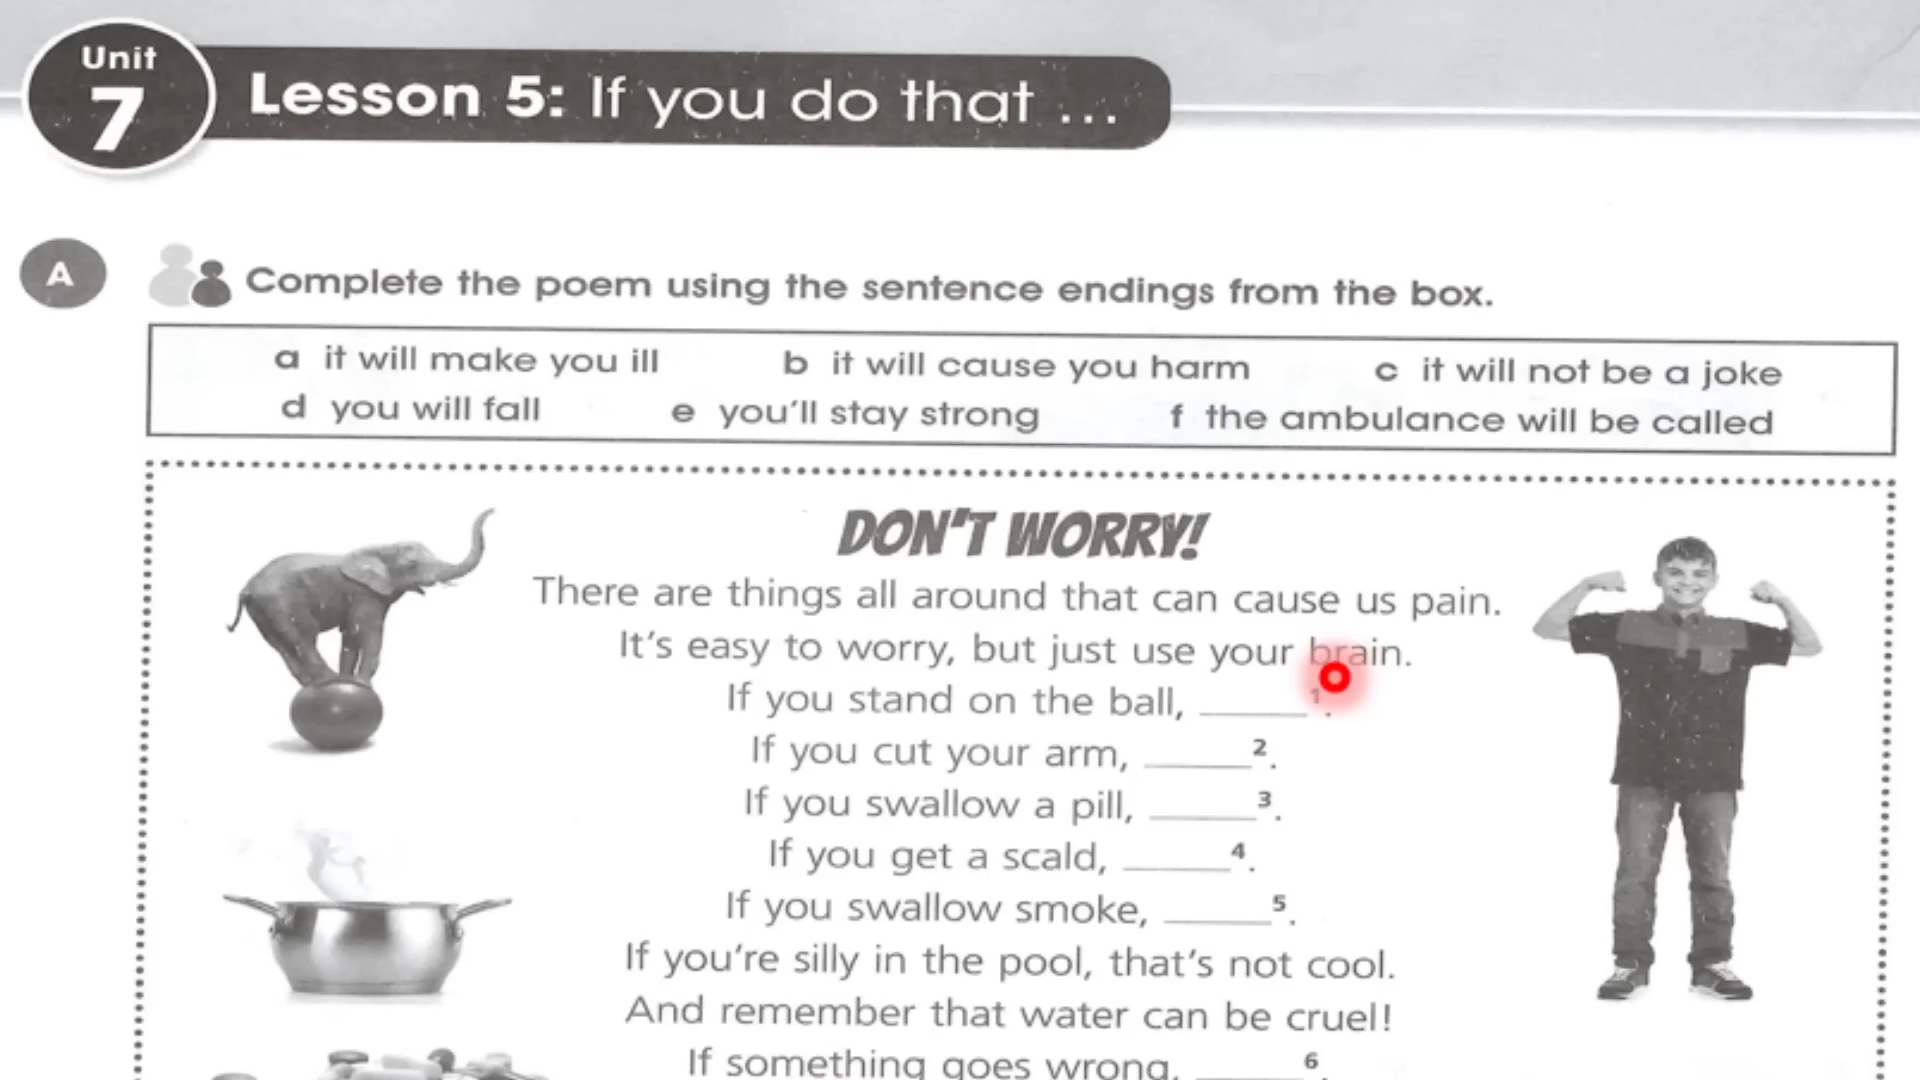 Unit
7
Lesson 5: If you do that ...
A
Complete the poem using the sentence endings from the box.
a it will make you ill b it will cause you harm c it will not be a joke
d you will fall e you'll stay strong f the ambulance will be called
DON'T WORRY!
There are things all around that can cause us pain.
It's easy to worry, but just use your brain.
If you stand on the ball, ______1.
If you cut your arm, ______2.
If you swallow a pill, ______3.
If you get a scald, ______4.
If you swallow smoke, ______5.
If you're silly in the pool, that's not cool.
And remember that water can be cruel!
If something goes wrong, ______6.